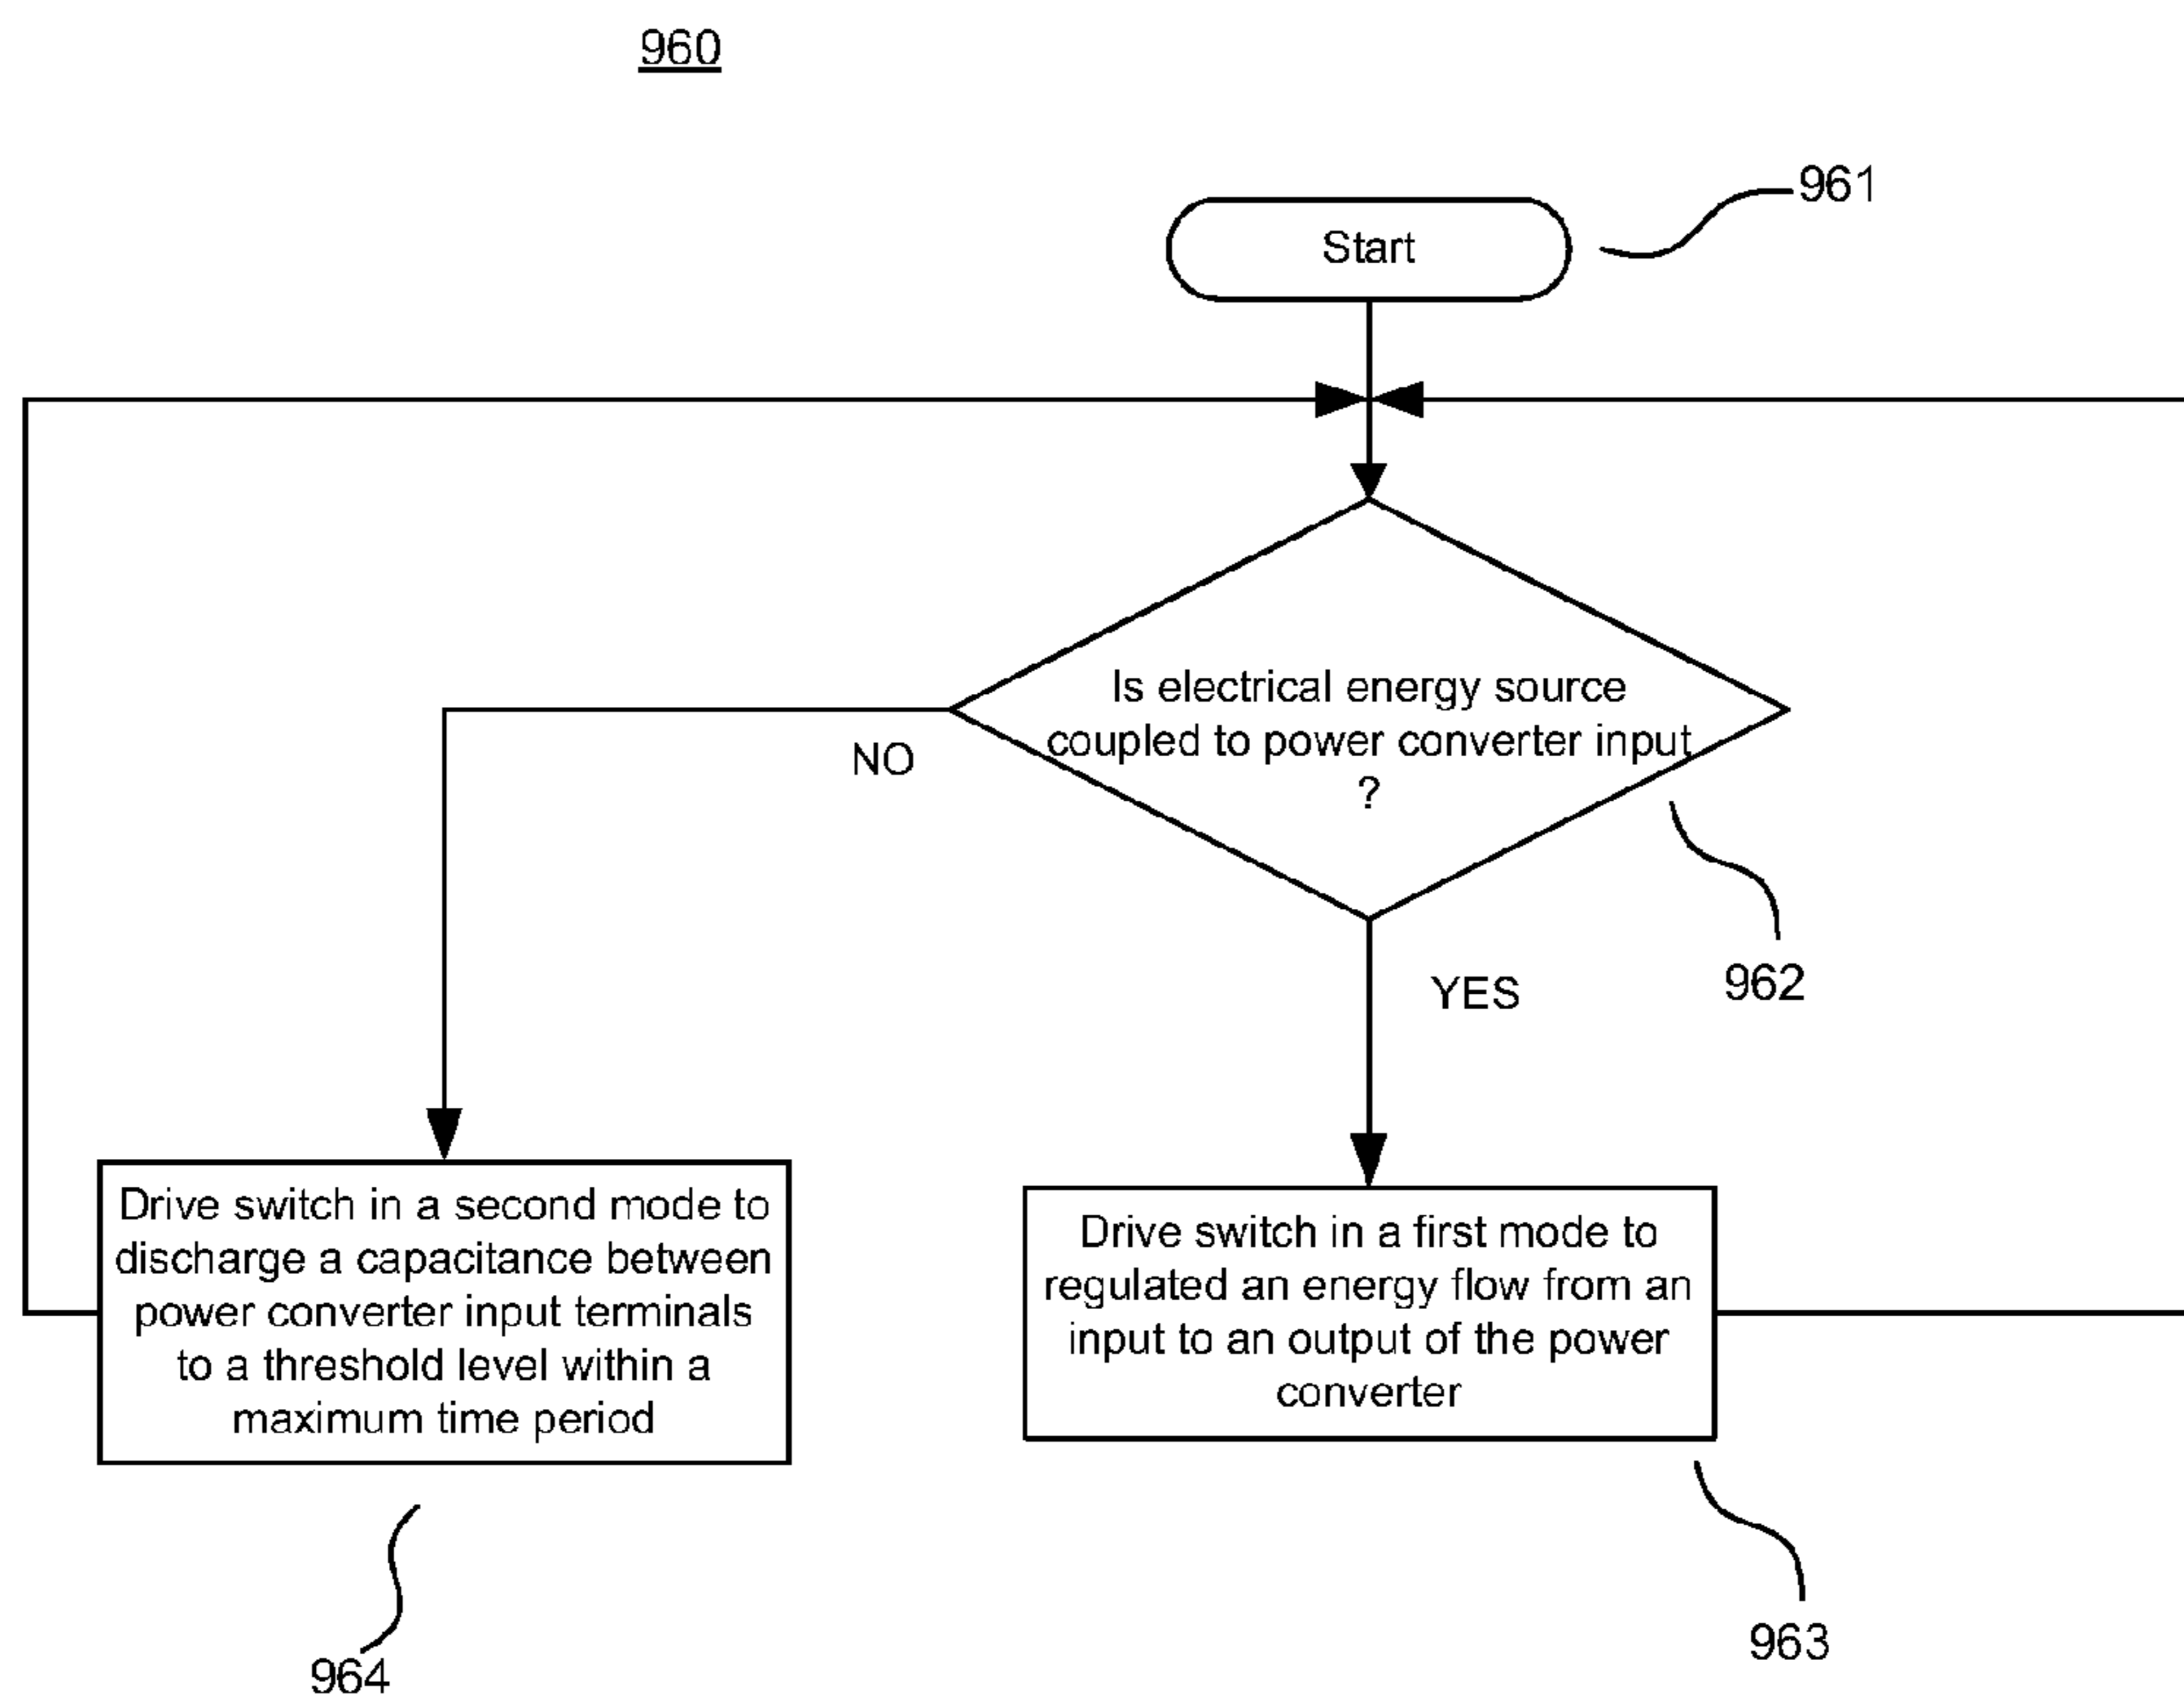 960
961
Start
Is electrical energy source
coupled to power converter input
?
NO
962
YES
Drive switch in a second mode to
discharge a capacitance between
power converter input terminals
to a threshold level within a
maximum time period
Drive switch in a first mode to
regulated an energy flow from an
input to an output of the power
converter
963
964